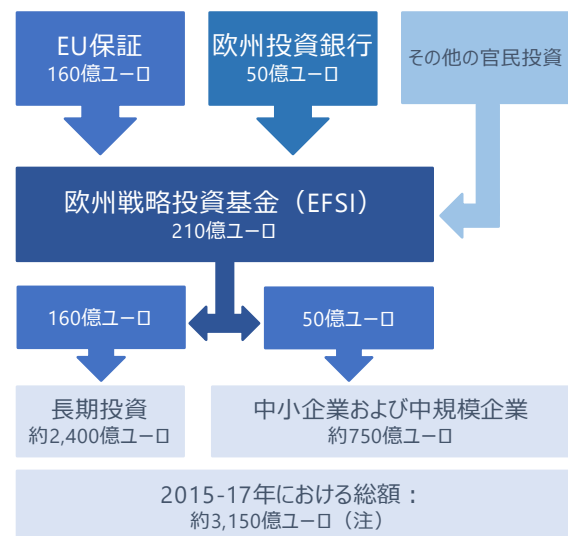 EU保証
160億ユーロ
欧州投資銀行
50億ユーロ
その他の官民投資
欧州戦略投資基金（EFSI）
210億ユーロ
160億ユーロ
50億ユーロ
長期投資
約2,400億ユーロ
中小企業および中規模企業
約750億ユーロ
2015-17年における総額：
約3,150億ユーロ（注）